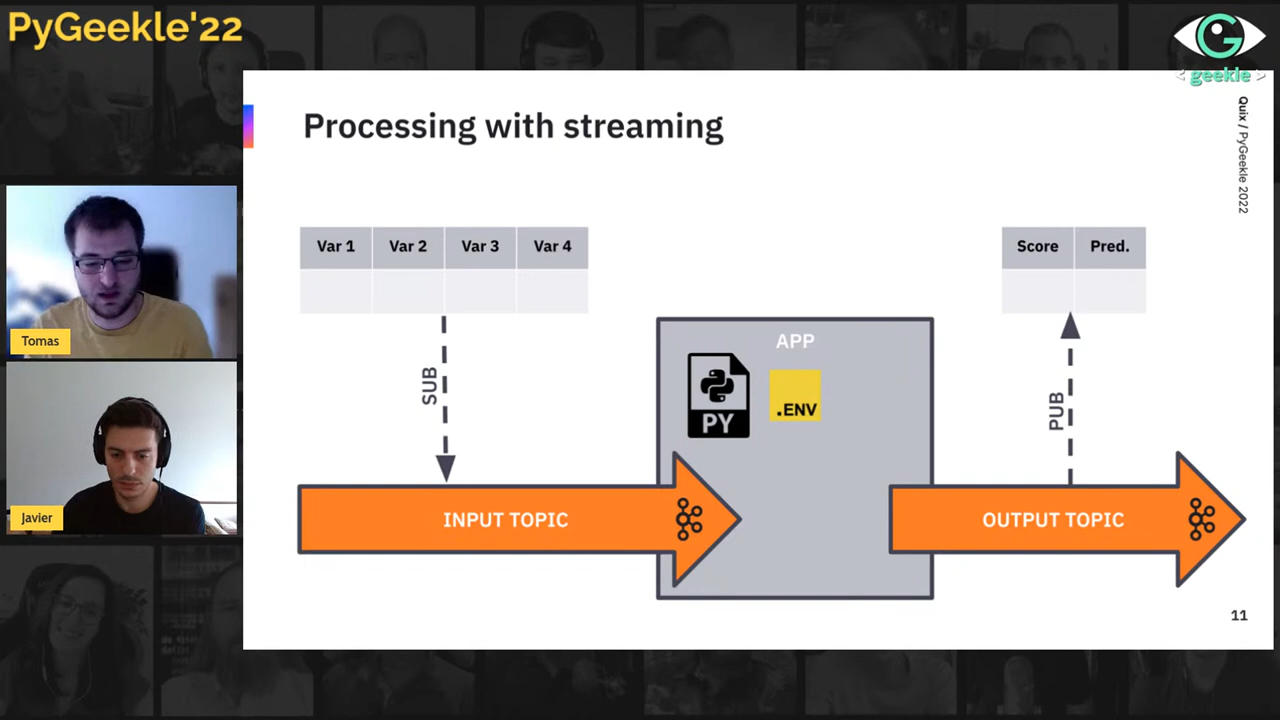 PyGeekle'22
< geekle >
Quix / PyGeekle 2022
Processing with streaming
Var 1 Var 2 Var 3 Var 4
Score Pred.
SUB
APP
PY
.ENV
PUB
INPUT TOPIC
OUTPUT TOPIC
11
Tomas
Javier